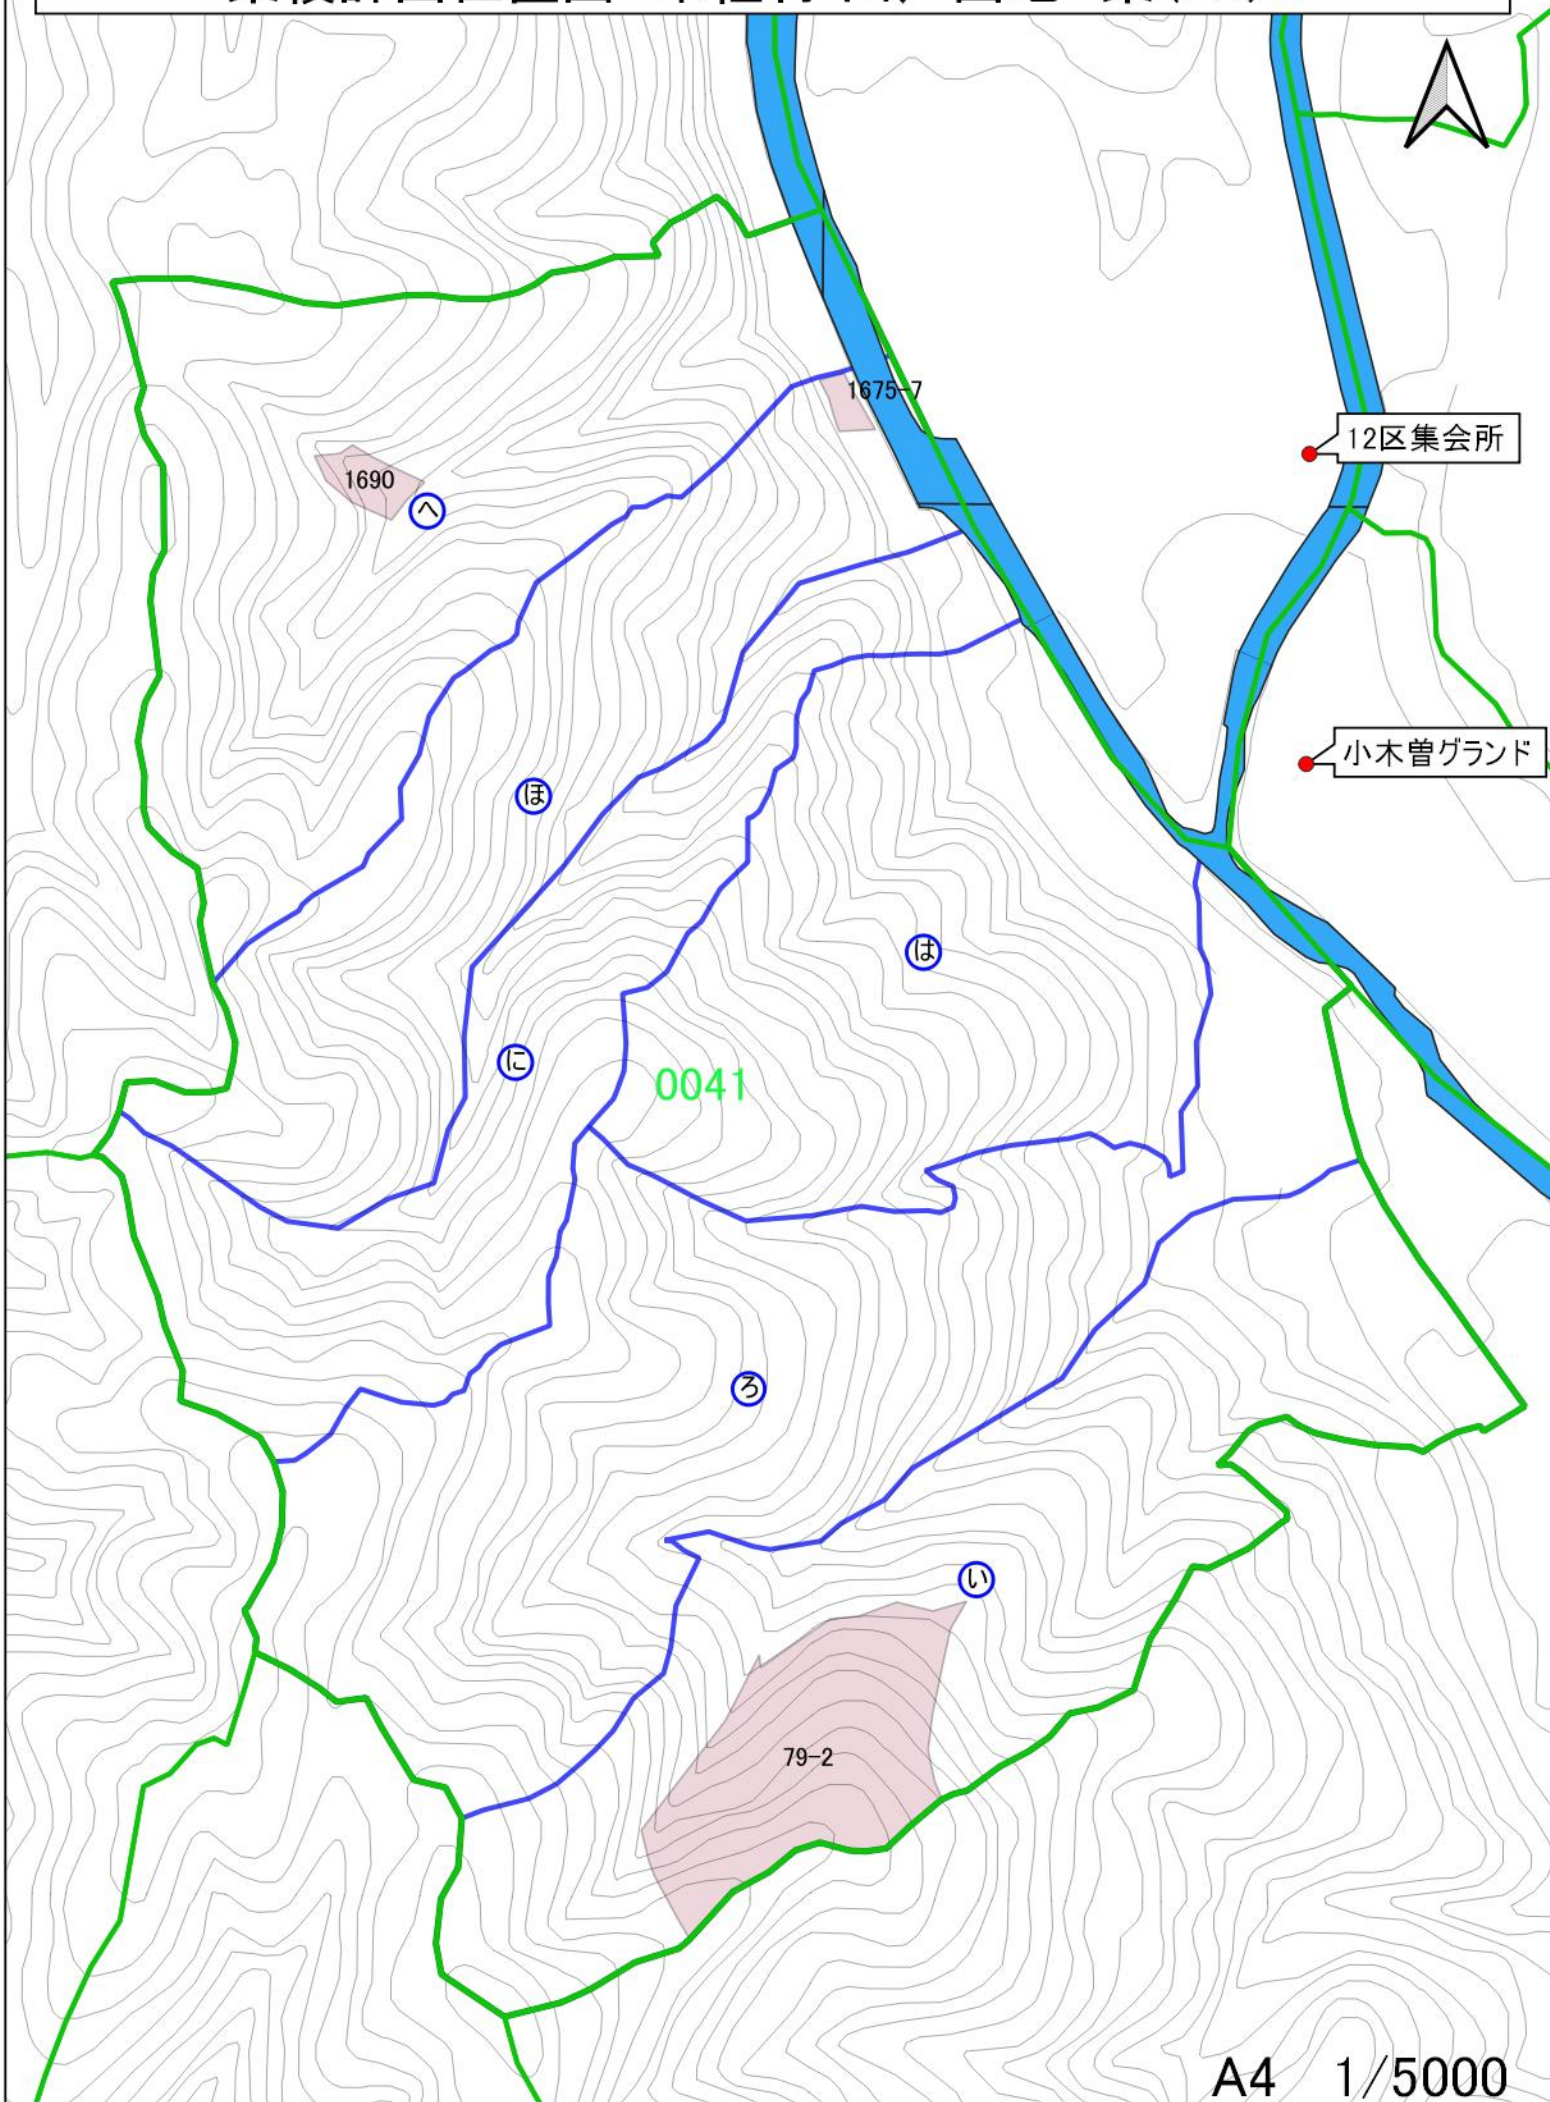 1675-7
12区集会所
1690
へ
小木曽グランド
ほ
は
に
0041
ろ
い
79-2
A4 1/5000